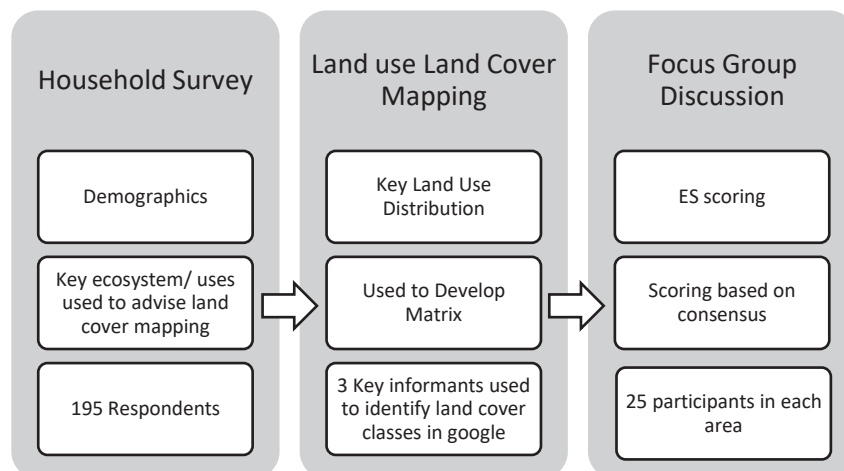 Household Survey
Demographics
Key ecosystem/ uses
used to advise land
cover mapping
195 Respondents
Land use Land Cover
Mapping
Key Land Use
Distribution
Used to Develop
Matrix
3 Key informants used
to identify land cover
classes in google
Focus Group
Discussion
ES scoring
Scoring based on
consensus
25 participants in each
area